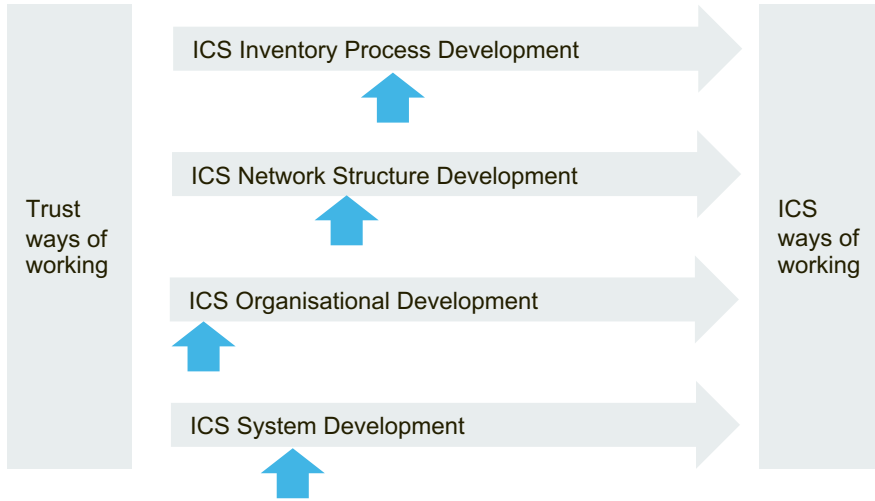 ICS Inventory Process Development
ICS Network Structure Development
Trust
ways of
working
ICS
ways of
working
ICS Organisational Development
ICS System Development